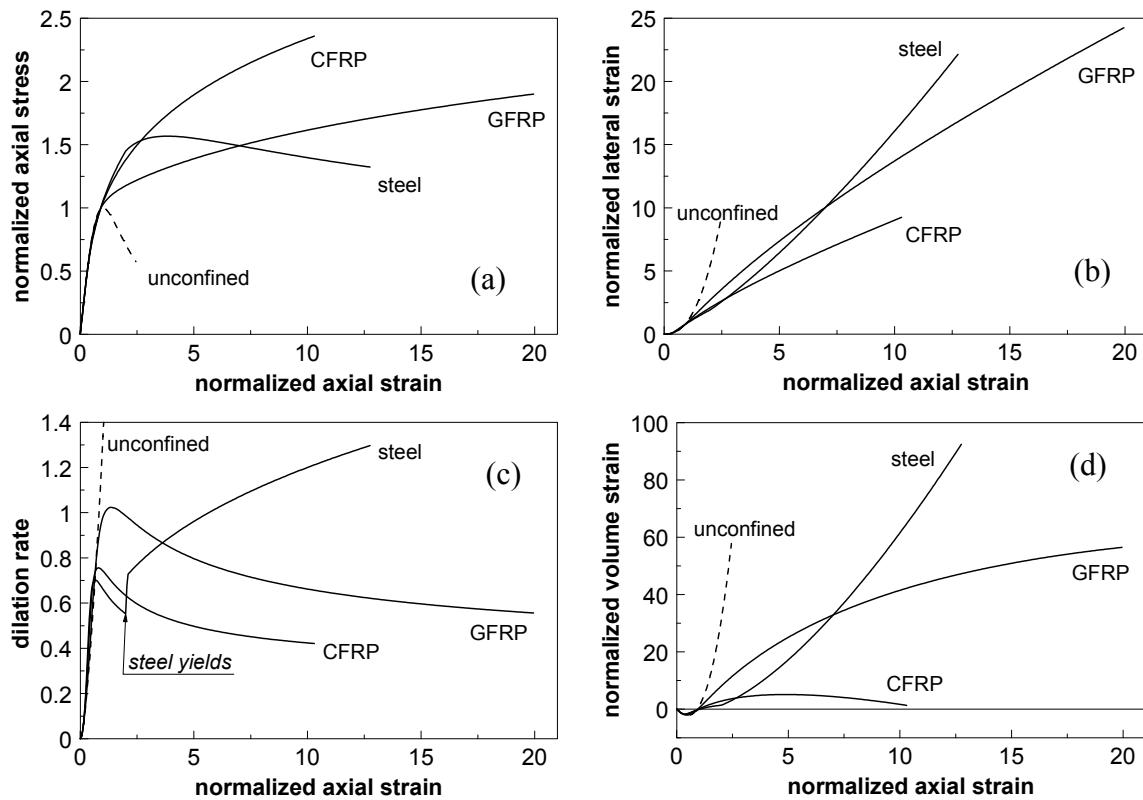 2.5
2
1.5
1
0.5
0
0
5
10
15
20
normalized axial stress
normalized axial strain
CFRP
GFRP
steel
unconfined
(a)
25
20
15
10
5
0
0
5
10
15
20
normalized lateral strain
normalized axial strain
steel
GFRP
unconfined
CFRP
(b)
1.4
1.2
1
0.8
0.6
0.4
0.2
0
0
5
10
15
20
dilation rate
normalized axial strain
unconfined
steel
(c)
GFRP
CFRP
steel yields
100
80
60
40
20
0
0
5
10
15
20
normalized volume strain
normalized axial strain
steel
(d)
unconfined
GFRP
CFRP